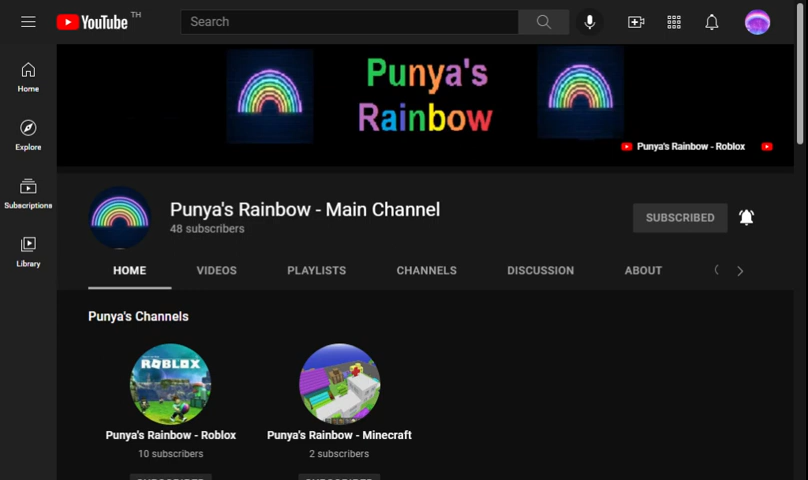 YouTube TH
Search
Home
Explore
Subscriptions
Library
Punya's
Rainbow
Punya's Rainbow - Roblox
Punya's Rainbow - Main Channel
48 subscribers
SUBSCRIBED
HOME VIDEOS PLAYLISTS CHANNELS DISCUSSION ABOUT
Punya's Channels
ROBLOX
Punya's Rainbow - Roblox
Punya's Rainbow - Minecraft
10 subscribers
2 subscribers